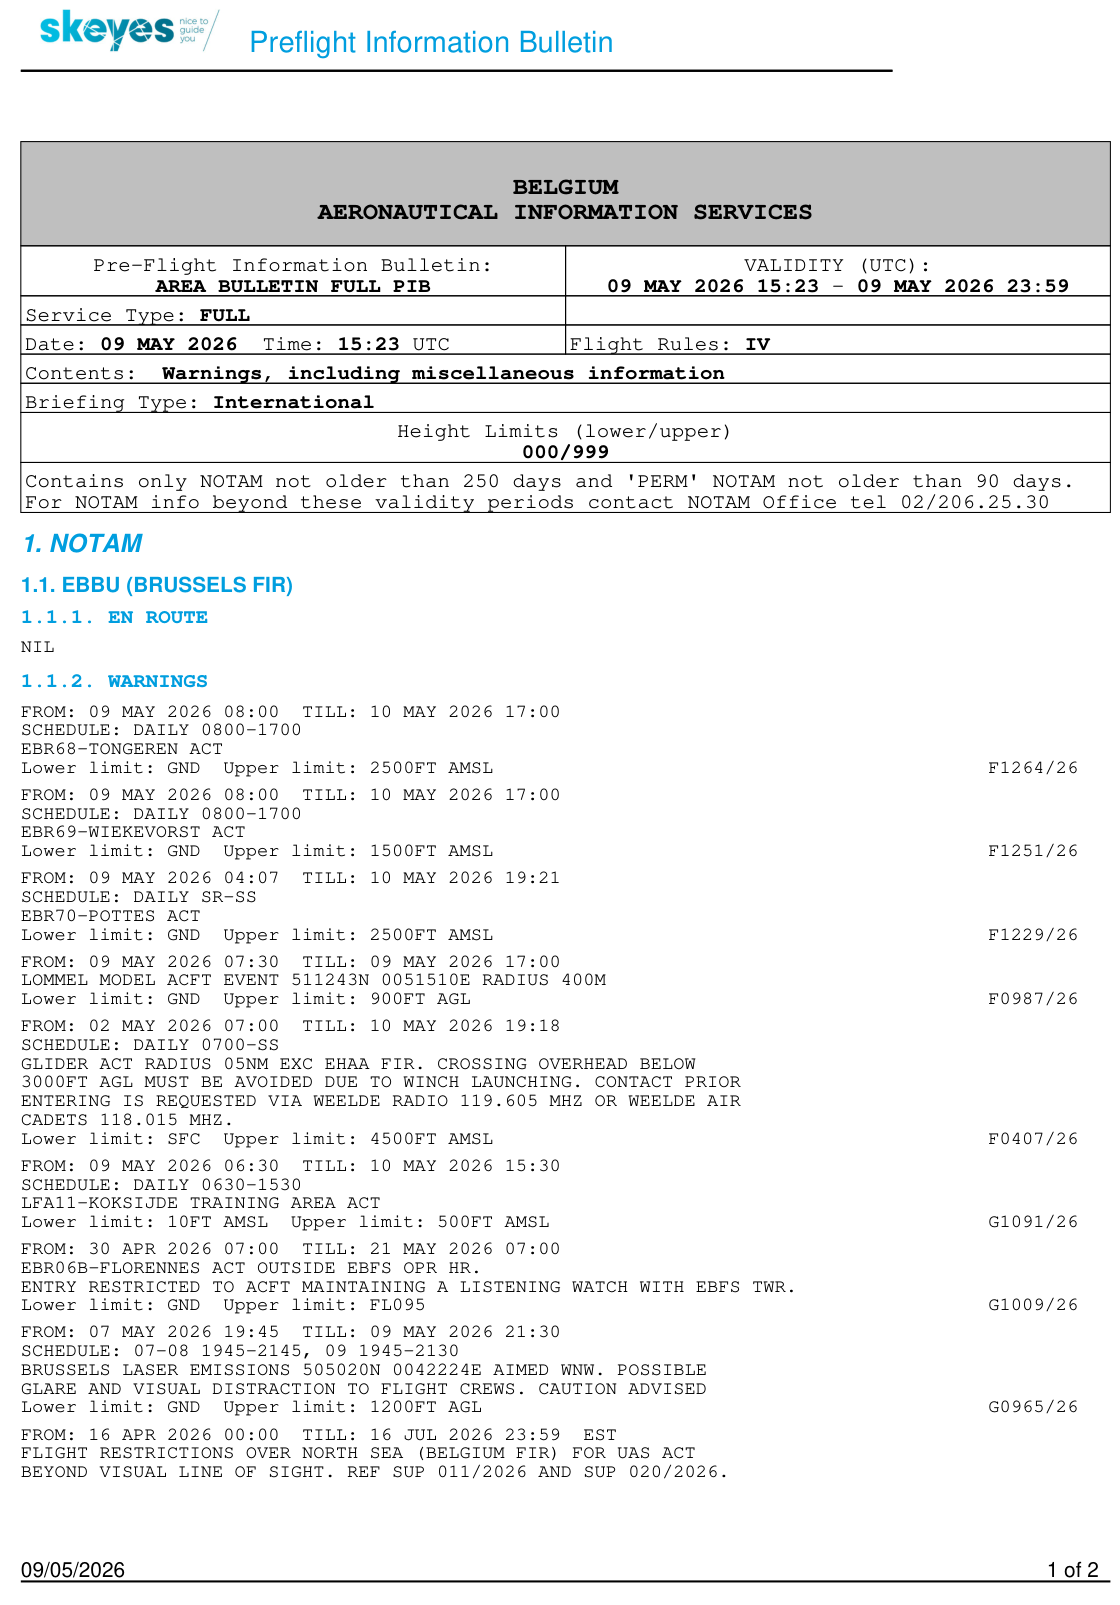 skeyes nice to guide you
Preflight Information Bulletin
BELGIUM
AERONAUTICAL INFORMATION SERVICES
Pre-Flight Information Bulletin:
AREA BULLETIN FULL PIB
VALIDITY (UTC):
09 MAY 2026 15:23 - 09 MAY 2026 23:59
Service Type: FULL
Date: 09 MAY 2026  Time: 15:23 UTC
Flight Rules: IV
Contents:  Warnings, including miscellaneous information
Briefing Type: International
Height Limits (lower/upper)
000/999
Contains only NOTAM not older than 250 days and 'PERM' NOTAM not older than 90 days.
For NOTAM info beyond these validity periods contact NOTAM Office tel 02/206.25.30
1. NOTAM
1.1. EBBU (BRUSSELS FIR)
1.1.1. EN ROUTE
NIL
1.1.2. WARNINGS
FROM: 09 MAY 2026 08:00  TILL: 10 MAY 2026 17:00
SCHEDULE: DAILY 0800-1700
EBR68-TONGEREN ACT
Lower limit: GND  Upper limit: 2500FT AMSL F1264/26
FROM: 09 MAY 2026 08:00  TILL: 10 MAY 2026 17:00
SCHEDULE: DAILY 0800-1700
EBR69-WIEKEVORST ACT
Lower limit: GND  Upper limit: 1500FT AMSL F1251/26
FROM: 09 MAY 2026 04:07  TILL: 10 MAY 2026 19:21
SCHEDULE: DAILY SR-SS
EBR70-POTTES ACT
Lower limit: GND  Upper limit: 2500FT AMSL F1229/26
FROM: 09 MAY 2026 07:30  TILL: 09 MAY 2026 17:00
LOMMEL MODEL ACFT EVENT 511243N 0051510E RADIUS 400M
Lower limit: GND  Upper limit: 900FT AGL F0987/26
FROM: 02 MAY 2026 07:00  TILL: 10 MAY 2026 19:18
SCHEDULE: DAILY 0700-SS
GLIDER ACT RADIUS 05NM EXC EHAA FIR. CROSSING OVERHEAD BELOW
3000FT AGL MUST BE AVOIDED DUE TO WINCH LAUNCHING. CONTACT PRIOR
ENTERING IS REQUESTED VIA WEELDE RADIO 119.605 MHZ OR WEELDE AIR
CADETS 118.015 MHZ.
Lower limit: SFC  Upper limit: 4500FT AMSL F0407/26
FROM: 09 MAY 2026 06:30  TILL: 10 MAY 2026 15:30
SCHEDULE: DAILY 0630-1530
LFA11-KOKSIJDE TRAINING AREA ACT
Lower limit: 10FT AMSL  Upper limit: 500FT AMSL G1091/26
FROM: 30 APR 2026 07:00  TILL: 21 MAY 2026 07:00
EBR06B-FLORENNES ACT OUTSIDE EBFS OPR HR.
ENTRY RESTRICTED TO ACFT MAINTAINING A LISTENING WATCH WITH EBFS TWR.
Lower limit: GND  Upper limit: FL095 G1009/26
FROM: 07 MAY 2026 19:45  TILL: 09 MAY 2026 21:30
SCHEDULE: 07-08 1945-2145, 09 1945-2130
BRUSSELS LASER EMISSIONS 505020N 0042224E AIMED WNW. POSSIBLE
GLARE AND VISUAL DISTRACTION TO FLIGHT CREWS. CAUTION ADVISED
Lower limit: GND  Upper limit: 1200FT AGL G0965/26
FROM: 16 APR 2026 00:00  TILL: 16 JUL 2026 23:59  EST
FLIGHT RESTRICTIONS OVER NORTH SEA (BELGIUM FIR) FOR UAS ACT
BEYOND VISUAL LINE OF SIGHT. REF SUP 011/2026 AND SUP 020/2026.
09/05/2026 1 of 2